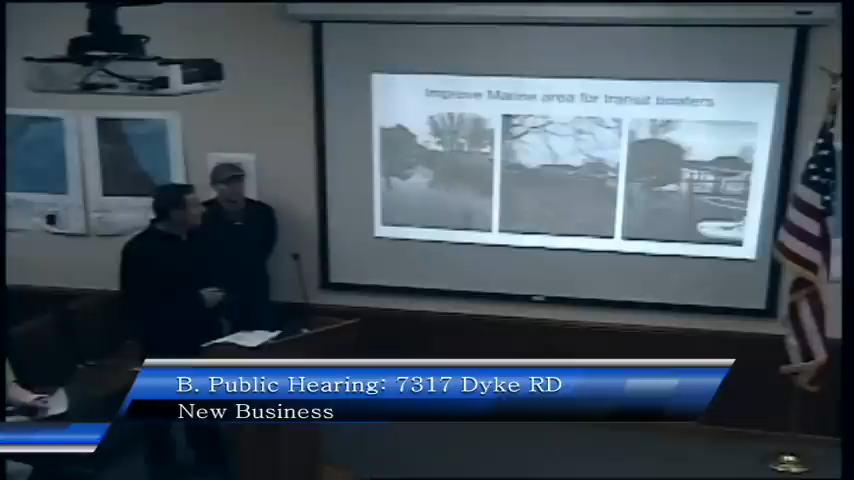 Improve Marine area for transit boaters
B. Public Hearing: 7317 Dyke RD
New Business